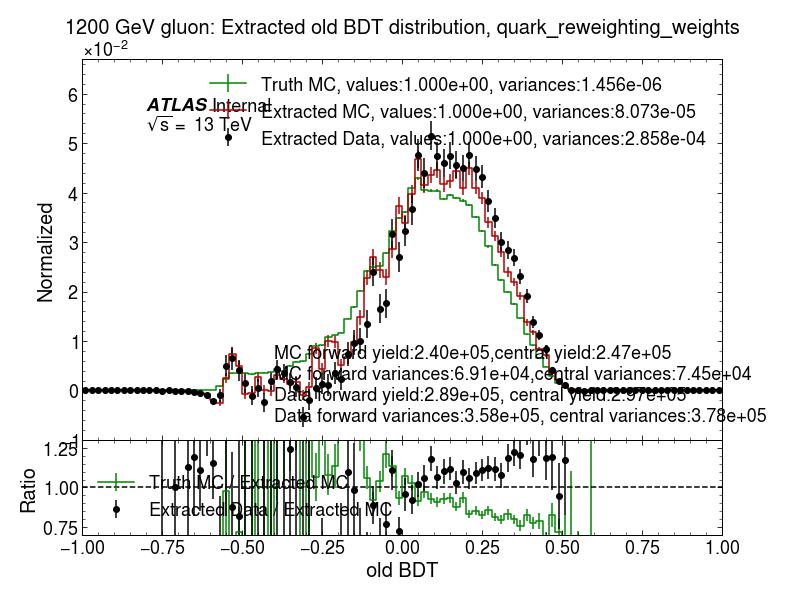 1200 GeV gluon: Extracted old BDT distribution, quark_reweighting_weights
×10⁻²
Truth MC, values:1.000e+00, variances:1.456e-06
ATLAS Internal
Extracted MC, values:1.000e+00, variances:8.073e-05
√s = 13 TeV
Extracted Data, values:1.000e+00, variances:2.858e-04
6
5
4
3
2
1
0
−1
Normalized
MC forward yield:2.40e+05,central yield:2.47e+05
MC forward variances:6.91e+04,central variances:7.45e+04
Data forward yield:2.89e+05, central yield:2.97e+05
Data forward variances:3.58e+05, central variances:3.78e+05
1.25
1.00
0.75
Ratio
Truth MC / Extracted MC
Extracted Data / Extracted MC
−1.00 −0.75 −0.50 −0.25 0.00 0.25 0.50 0.75 1.00
old BDT